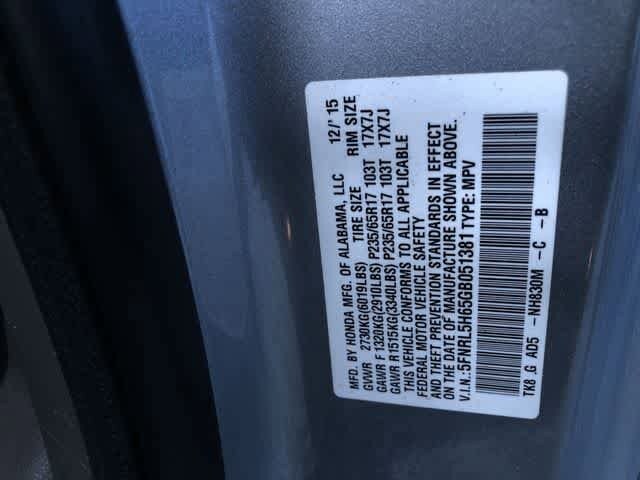 MFD. BY HONDA MFG. OF ALABAMA, LLC 12/'15
GVWR 2730KG(6019LBS) TIRE SIZE RIM SIZE
GAWR F 1320KG(2910LBS) P235/65R17 103T 17X7J
GAWR R1515KG(3340LBS) P235/65R17 103T 17X7J
THIS VEHICLE CONFORMS TO ALL APPLICABLE
FEDERAL MOTOR VEHICLE SAFETY
AND THEFT PREVENTION STANDARDS IN EFFECT
ON THE DATE OF MANUFACTURE SHOWN ABOVE.
V.I.N.: 5FNRL5H65GB051381 TYPE: MPV
TK8 ,G AD5 -NH830M -C -B